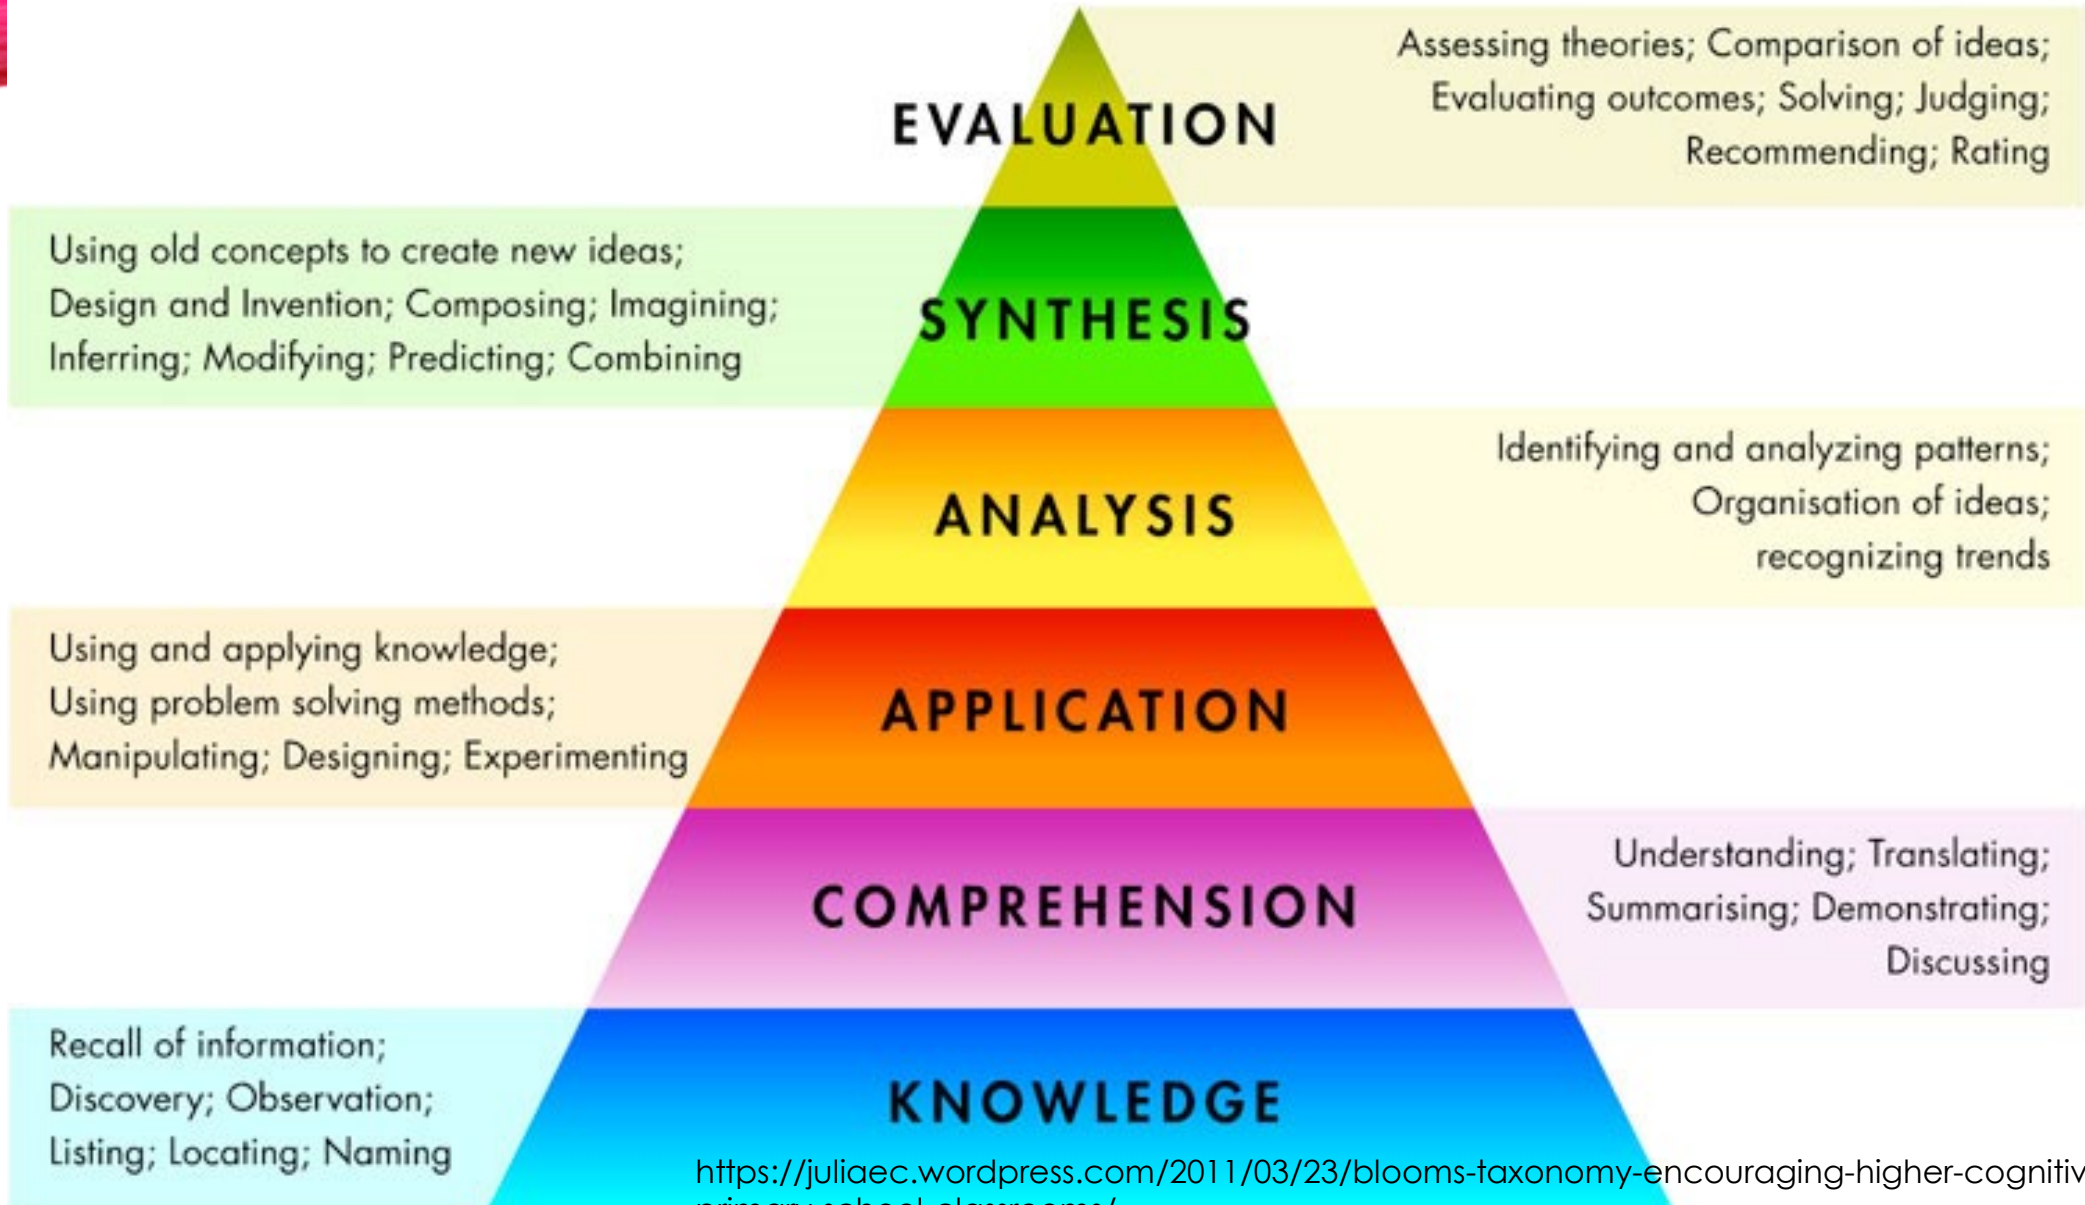 Assessing theories; Comparison of ideas;
Evaluating outcomes; Solving; Judging;
Recommending; Rating
EVALUATION
Using old concepts to create new ideas;
Design and Invention; Composing; Imagining;
Inferring; Modifying; Predicting; Combining
SYNTHESIS
Identifying and analyzing patterns;
Organisation of ideas;
recognizing trends
ANALYSIS
Using and applying knowledge;
Using problem solving methods;
Manipulating; Designing; Experimenting
APPLICATION
Understanding; Translating;
Summarising; Demonstrating;
Discussing
COMPREHENSION
Recall of information;
Discovery; Observation;
Listing; Locating; Naming
KNOWLEDGE
https://juliaec.wordpress.com/2011/03/23/blooms-taxonomy-encouraging-higher-cognitiv
primary-school-classrooms/